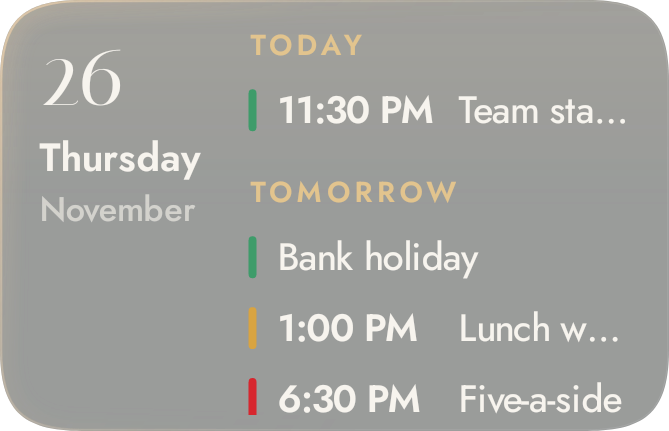 26
Thursday
November
TODAY
11:30 PM Team sta...
TOMORROW
Bank holiday
1:00 PM Lunch w...
6:30 PM Five-a-side